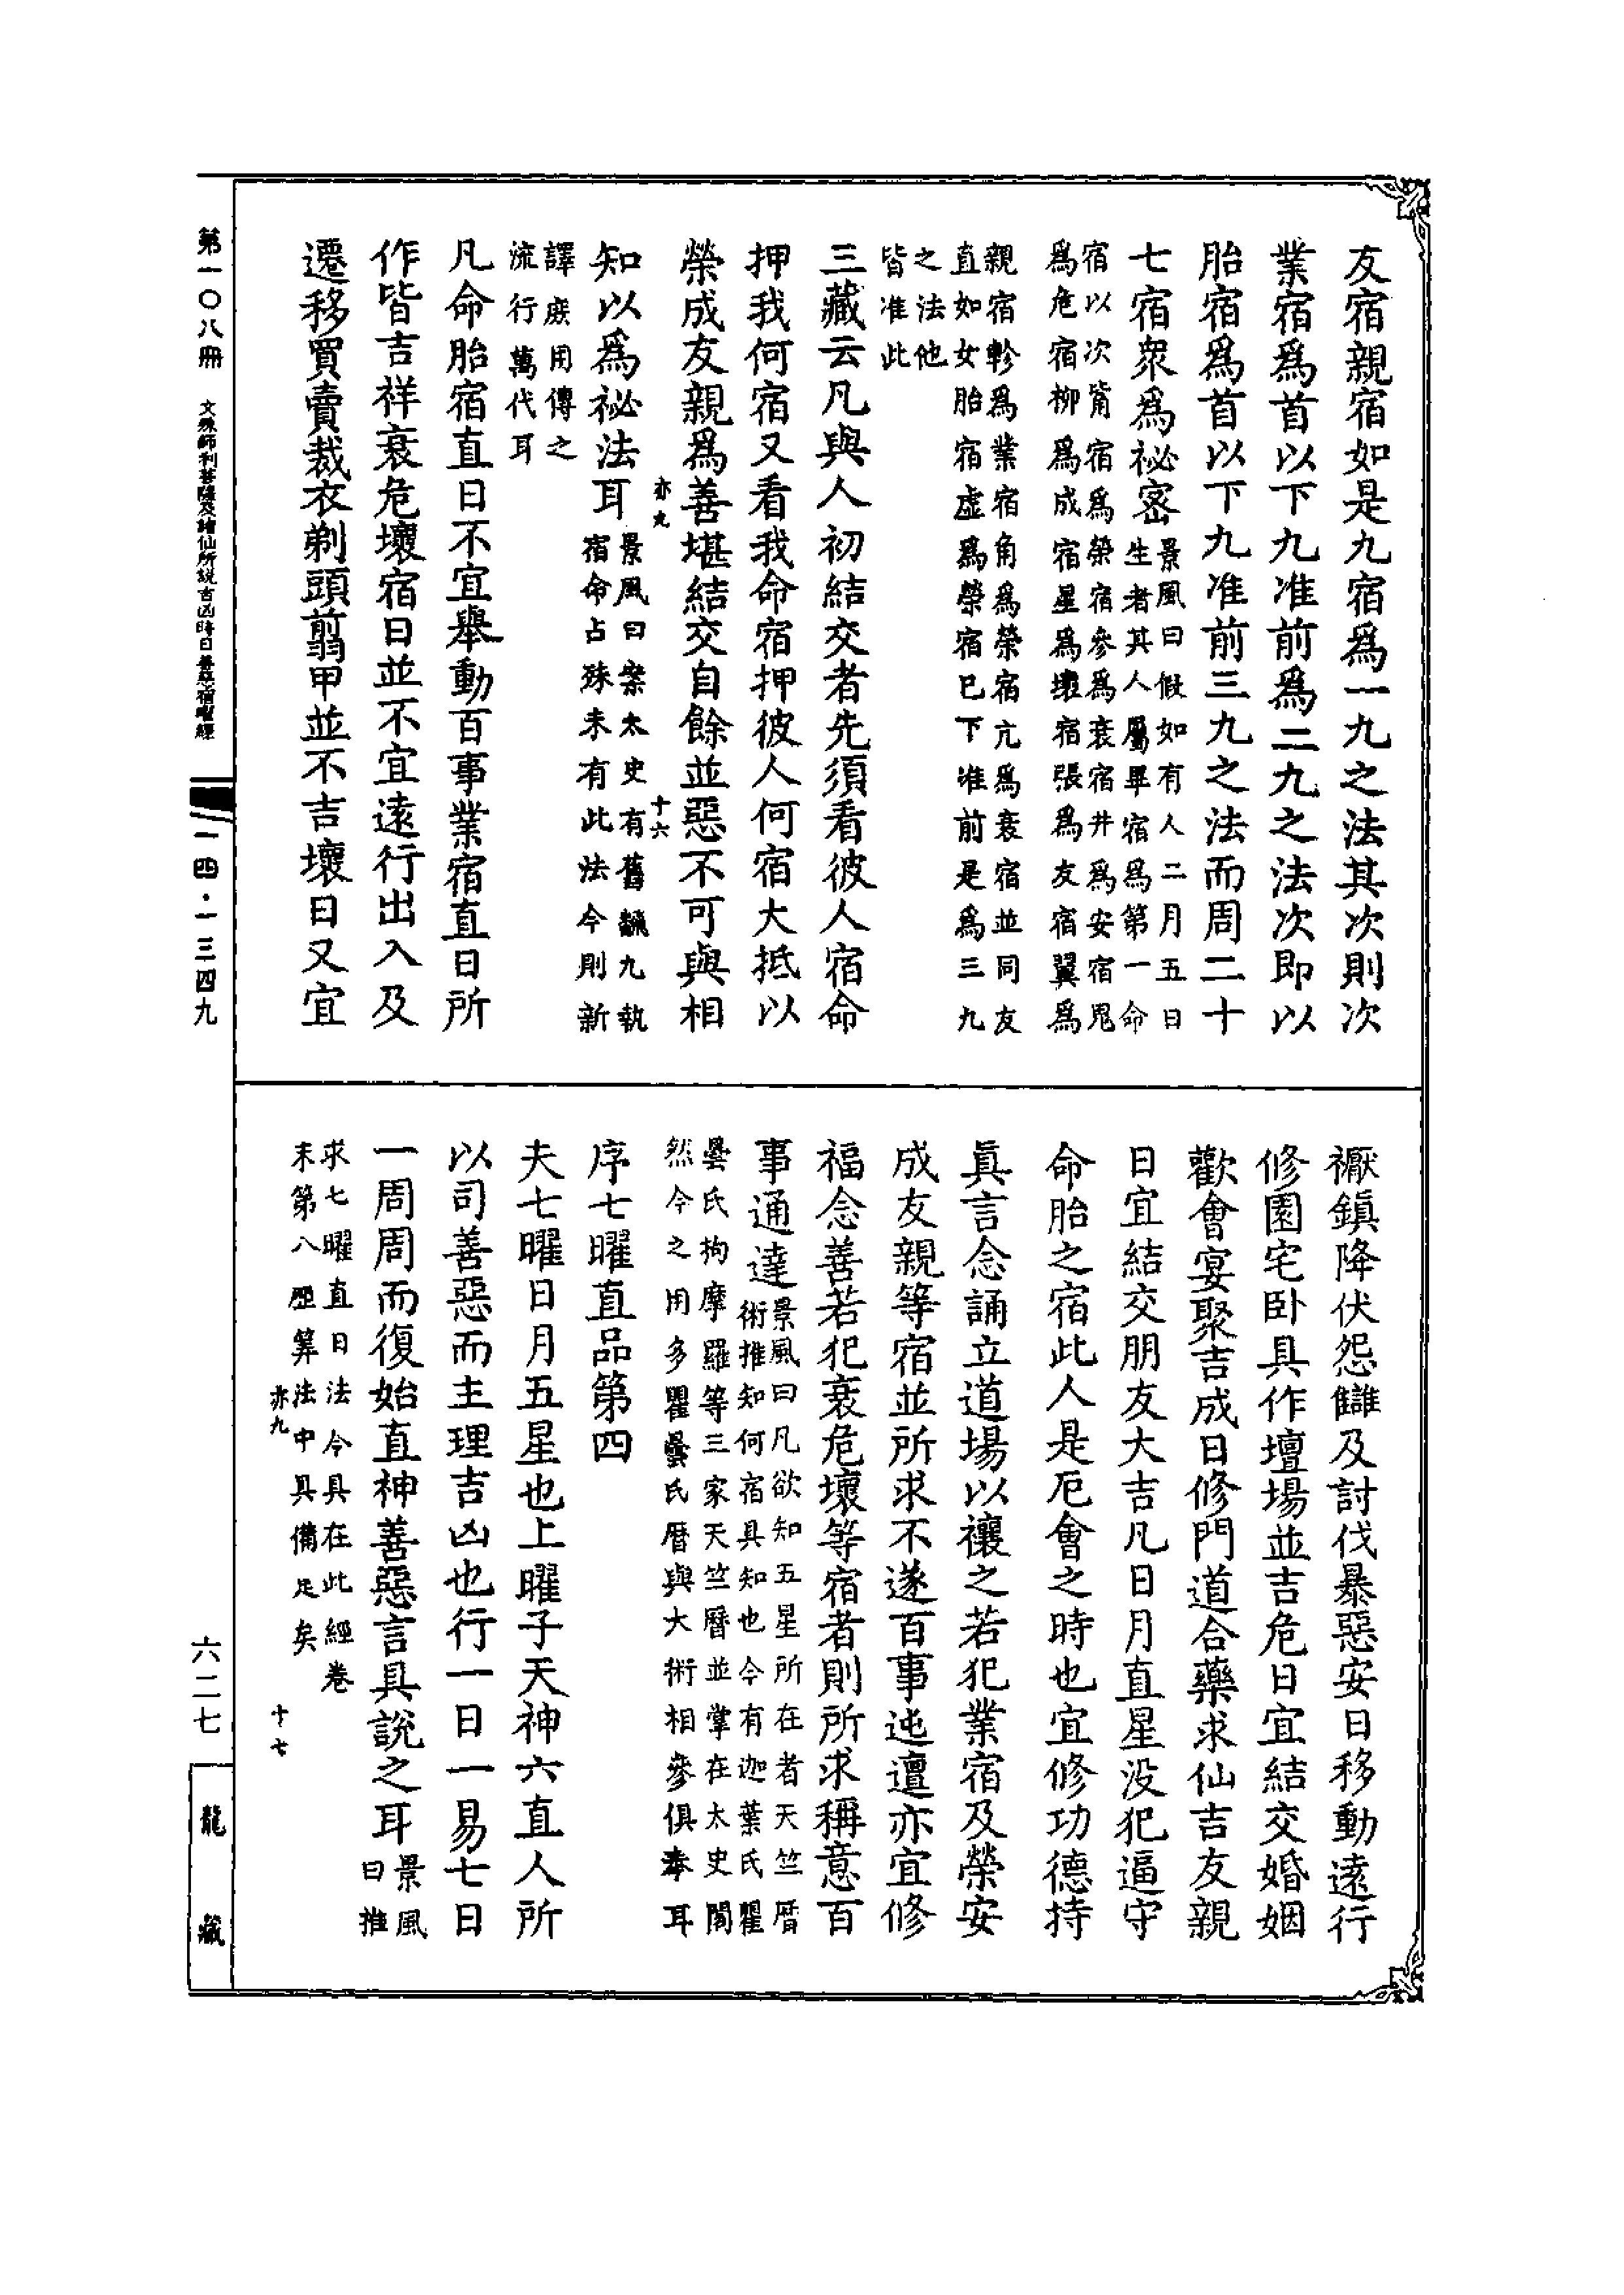 友宿親宿如是九宿爲一九之法其次則次
業宿爲首以下九准前爲二九之法次即以
胎宿爲首以下九准前三九之法而周二十
七宿衆爲祕密
景風曰假如有人二月五日
生者其人屬畢宿爲第一命
宿以次觜宿爲榮宿參爲衰宿井爲安宿鬼
爲危宿柳爲成宿星爲壞宿張爲友宿翼爲
親宿軫爲業宿角爲榮宿亢爲衰宿並同友
直如女胎宿虛爲榮宿已下准前是爲三九
之法他
皆准此
三藏云凡與人初結交者先須看彼人宿命
押我何宿又看我命宿押彼人何宿大抵以
榮成友親爲善堪結交自餘並惡不可與相
亦九
十六
知以爲祕法耳
景風曰案太史有舊翻九執
宿命占殊未有此法今則新
譯庻用傳之
流行萬代耳
凡命胎宿直日不宜舉動百事業宿直日所
作皆吉祥衰危壞宿日並不宜遠行出入及
遷移買賣裁衣剃頭翦甲並不吉壞日又宜
禳鎮降伏怨讎及討伐暴惡安日移動遠行
修園宅卧具作壇場並吉危日宜結交婚姻
歡會宴聚吉成日修門道合藥求仙吉友親
日宜結交朋友大吉凡日月直星没犯逼守
命胎之宿此人是厄會之時也宜修功德持
眞言念誦立道場以禳之若犯業宿及榮安
成友親等宿並所求不遂百事迍邅亦宜修
福念善若犯衰危壞等宿者則所求稱意百
事通達
景風曰凡欲知五星所在者天竺曆
術推知何宿具知也今有迦葉氏瞿
曇氏拘摩羅等三家天竺曆並掌在太史閣
然今之用多瞿曇氏曆與大術相參俱奉耳
序七曜直品第四
夫七曜日月五星也上曜子天神六直人所
以司善惡而主理吉凶也行一日一易七日
一周周而復始直神善惡言具說之耳
景風
曰推
求七曜直日法今具在此經卷
末第八歷筭法中具備足矣
亦九
十七
第一〇八冊
文殊師利菩薩及諸仙所説吉凶時日善惡宿曜經
一四·一三四九
六二七
龍藏